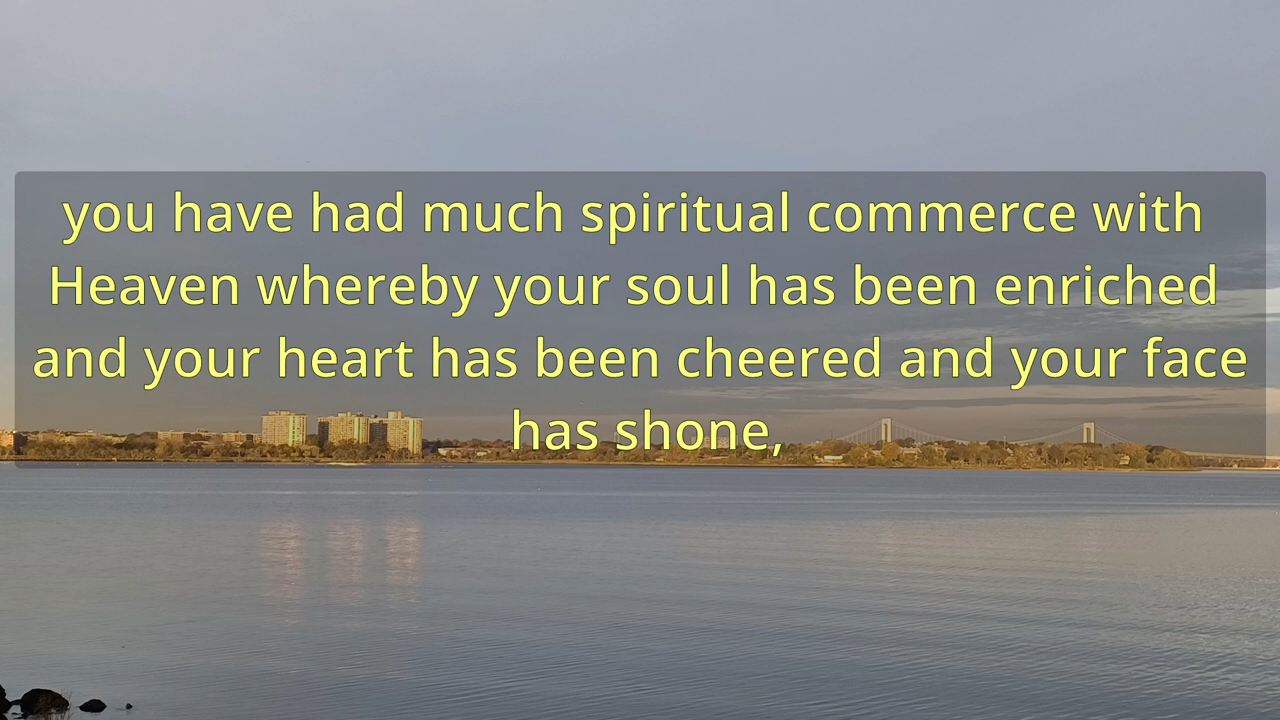 you have had much spiritual commerce with
Heaven whereby your soul has been enriched
and your heart has been cheered and your face
has shone,